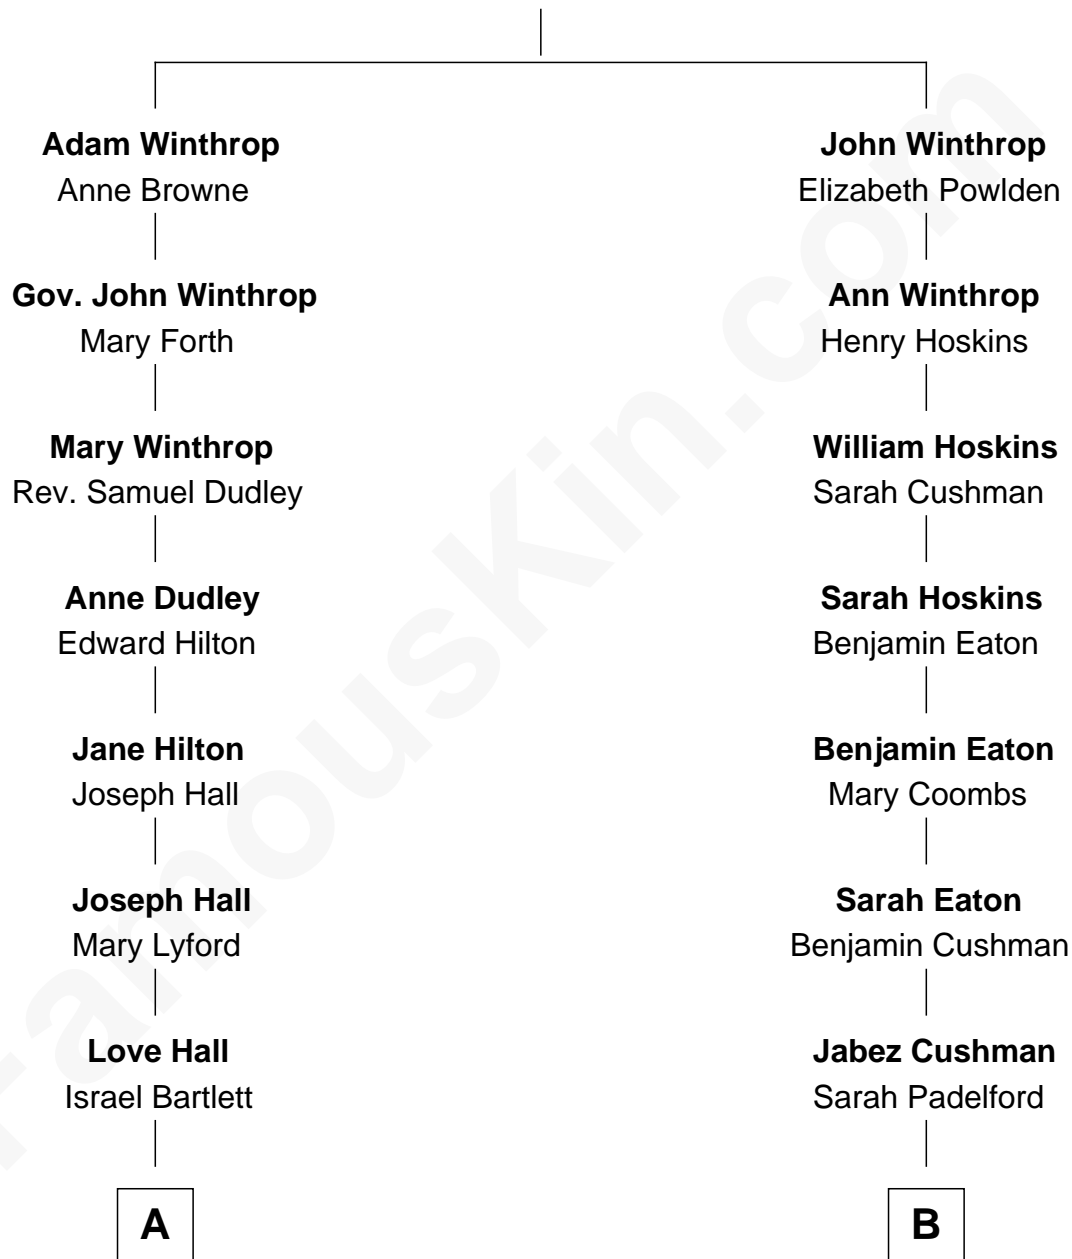 Adam Winthrop
Anne Browne
Gov. John Winthrop
Mary Forth
Mary Winthrop
Rev. Samuel Dudley
Anne Dudley
Edward Hilton
Jane Hilton
Joseph Hall
Joseph Hall
Mary Lyford
Love Hall
Israel Bartlett
A
John Winthrop
Elizabeth Powlden
Ann Winthrop
Henry Hoskins
William Hoskins
Sarah Cushman
Sarah Hoskins
Benjamin Eaton
Benjamin Eaton
Mary Coombs
Sarah Eaton
Benjamin Cushman
Jabez Cushman
Sarah Padelford
B
FamousKin.com